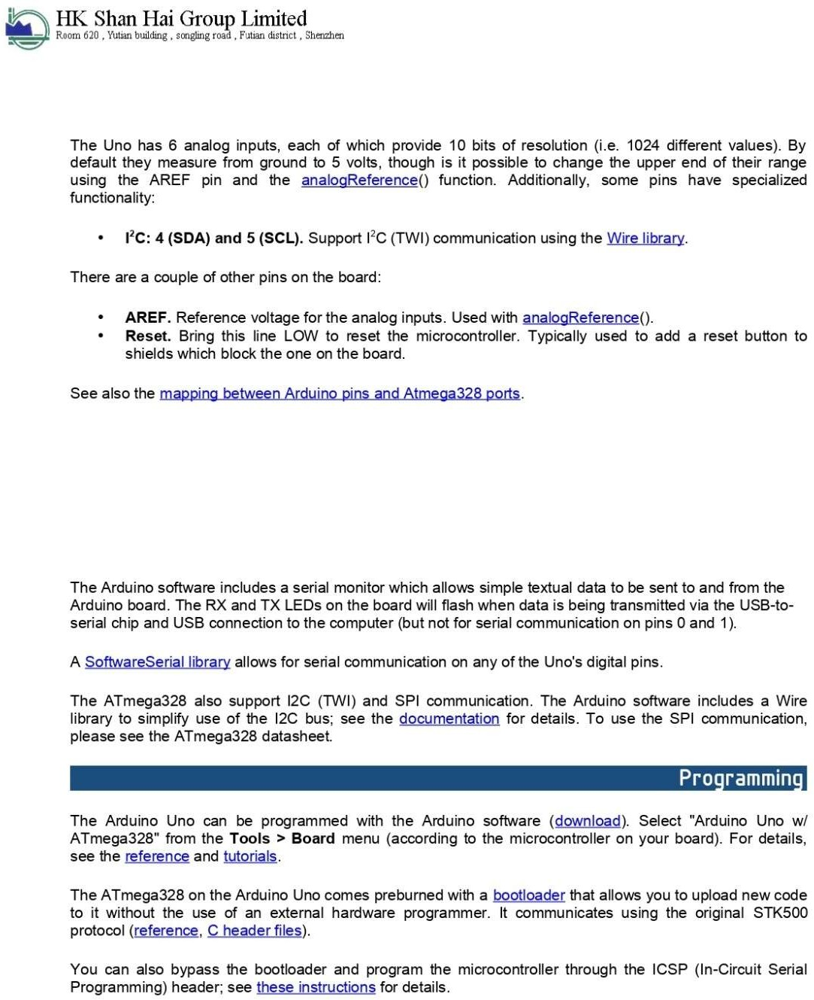 HK Shan Hai Group Limited
Room 620 , Yutian building , songling road , Futian district , Shenzhen
The Uno has 6 analog inputs, each of which provide 10 bits of resolution (i.e. 1024 different values). By
default they measure from ground to 5 volts, though is it possible to change the upper end of their range
using the AREF pin and the analogReference() function. Additionally, some pins have specialized
functionality:
• I²C: 4 (SDA) and 5 (SCL). Support I²C (TWI) communication using the Wire library.
There are a couple of other pins on the board:
• AREF. Reference voltage for the analog inputs. Used with analogReference().
• Reset. Bring this line LOW to reset the microcontroller. Typically used to add a reset button to
shields which block the one on the board.
See also the mapping between Arduino pins and Atmega328 ports.
The Arduino software includes a serial monitor which allows simple textual data to be sent to and from the
Arduino board. The RX and TX LEDs on the board will flash when data is being transmitted via the USB-to-
serial chip and USB connection to the computer (but not for serial communication on pins 0 and 1).
A SoftwareSerial library allows for serial communication on any of the Uno's digital pins.
The ATmega328 also support I2C (TWI) and SPI communication. The Arduino software includes a Wire
library to simplify use of the I2C bus; see the documentation for details. To use the SPI communication,
please see the ATmega328 datasheet.
Programming
The Arduino Uno can be programmed with the Arduino software (download). Select "Arduino Uno w/
ATmega328" from the Tools > Board menu (according to the microcontroller on your board). For details,
see the reference and tutorials.
The ATmega328 on the Arduino Uno comes preburned with a bootloader that allows you to upload new code
to it without the use of an external hardware programmer. It communicates using the original STK500
protocol (reference, C header files).
You can also bypass the bootloader and program the microcontroller through the ICSP (In-Circuit Serial
Programming) header; see these instructions for details.